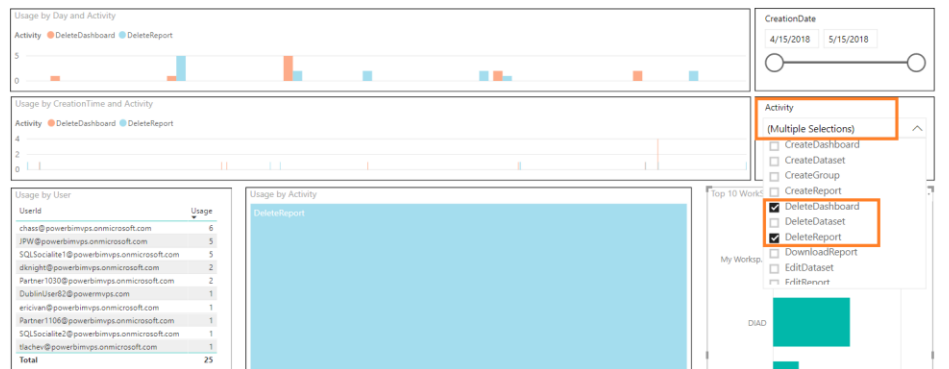 Usage by Day and Activity
Activity DeleteDashboard DeleteReport
5
0
CreationDate
4/15/2018 5/15/2018
Usage by CreationTime and Activity
Activity DeleteDashboard DeleteReport
4
2
0
Activity
(Multiple Selections)
CreateDashboard
CreateDataset
CreateGroup
CreateReport
DeleteDashboard
DeleteDataset
DeleteReport
DownloadReport
EditDataset
EditReport
Usage by User
UserId Usage
chass@powerbimvps.onmicrosoft.com 6
JPW@powerbimvps.onmicrosoft.com 5
SQLSocialite1@powerbimvps.onmicrosoft.com 5
dknight@powerbimvps.onmicrosoft.com 2
Partner1030@powerbimvps.onmicrosoft.com 2
DublinUser82@powermvps.com 1
ericivan@powerbimvps.onmicrosoft.com 1
Partner1106@powerbimvps.onmicrosoft.com 1
SQLSocialite2@powerbimvps.onmicrosoft.com 1
tlachev@powerbimvps.onmicrosoft.com 1
Total 25
Usage by Activity
DeleteReport
Top 10 WorkS
My Worksp...
DIAD